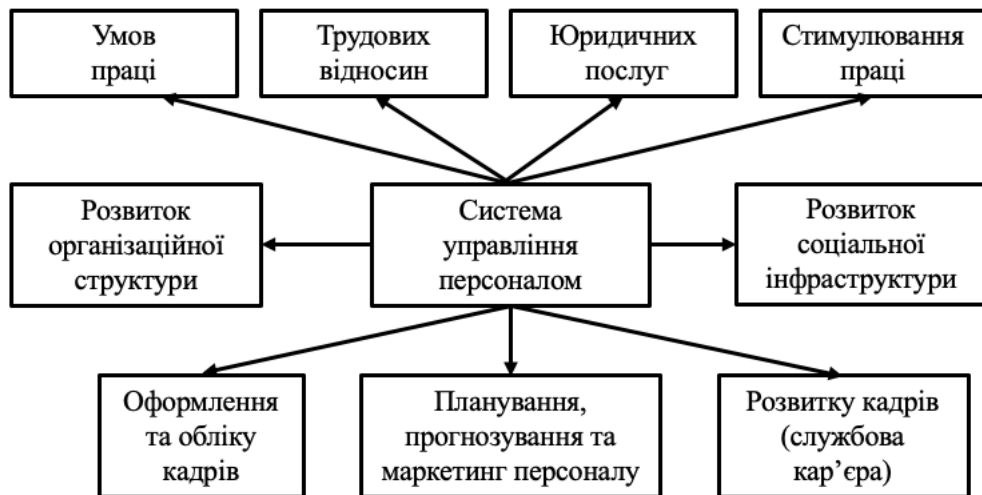 Умов
праці
Трудових
відносин
Юридичних
послуг
Стимулювання
праці
Розвиток
організаційної
структури
Система
управління
персоналом
Розвиток
соціальної
інфраструктури
Оформлення
та обліку
кадрів
Планування,
прогнозування та
маркетинг персоналу
Розвитку кадрів
(службова
кар’єра)